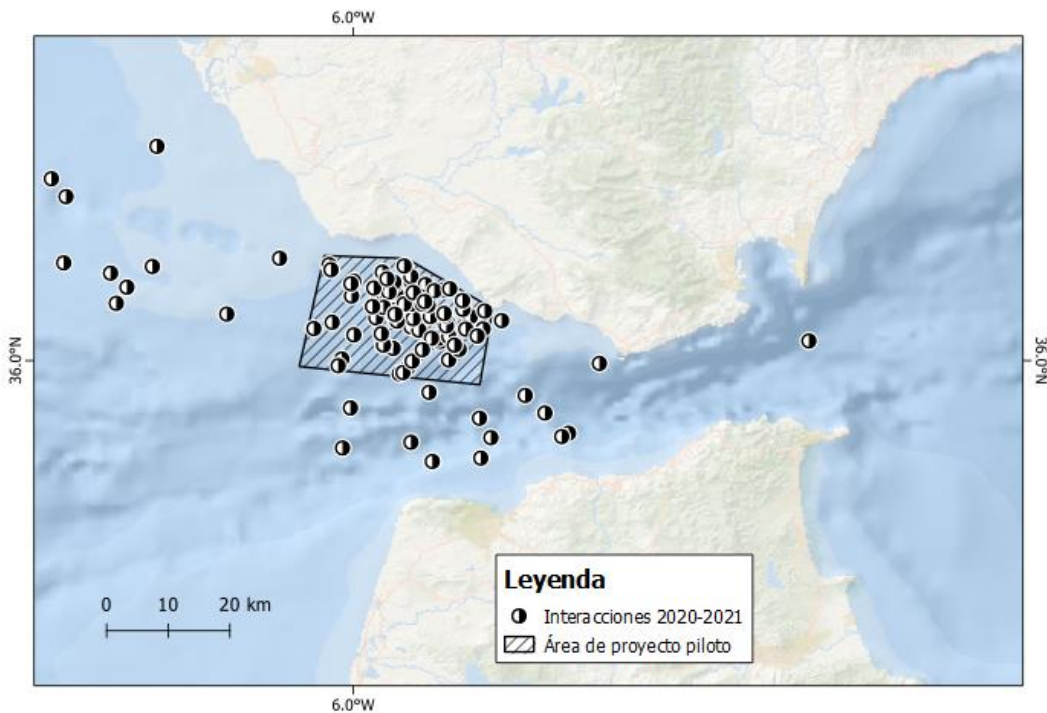 6.0°W
36.0°N
36.0°N
Leyenda
Interacciones 2020-2021
Área de proyecto piloto
0 10 20 km
6.0°W